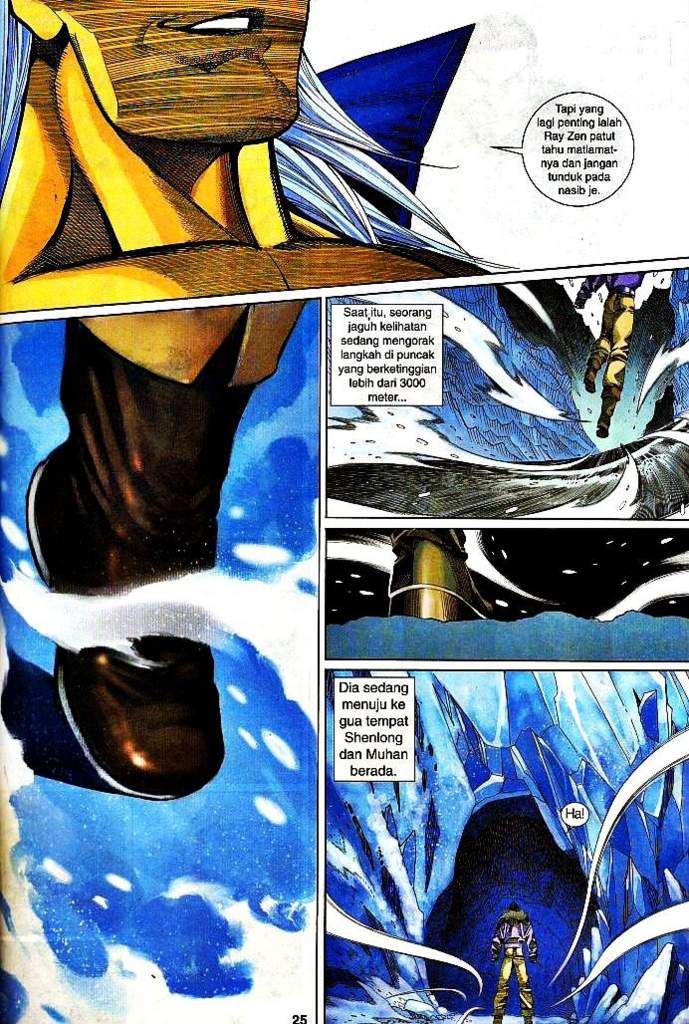 Tapi yang
lagi penting ialah
Ray Zen patut
tahu matlamat-
nya dan jangan
tunduk pada
nasib je.
Saat itu, seorang
jaguh kelihatan
sedang mengorak
langkah di puncak
yang berketinggian
lebih dari 3000
meter...
Dia sedang
menuju ke
gua tempat
Shenlong
dan Muhan
berada.
Ha!
25